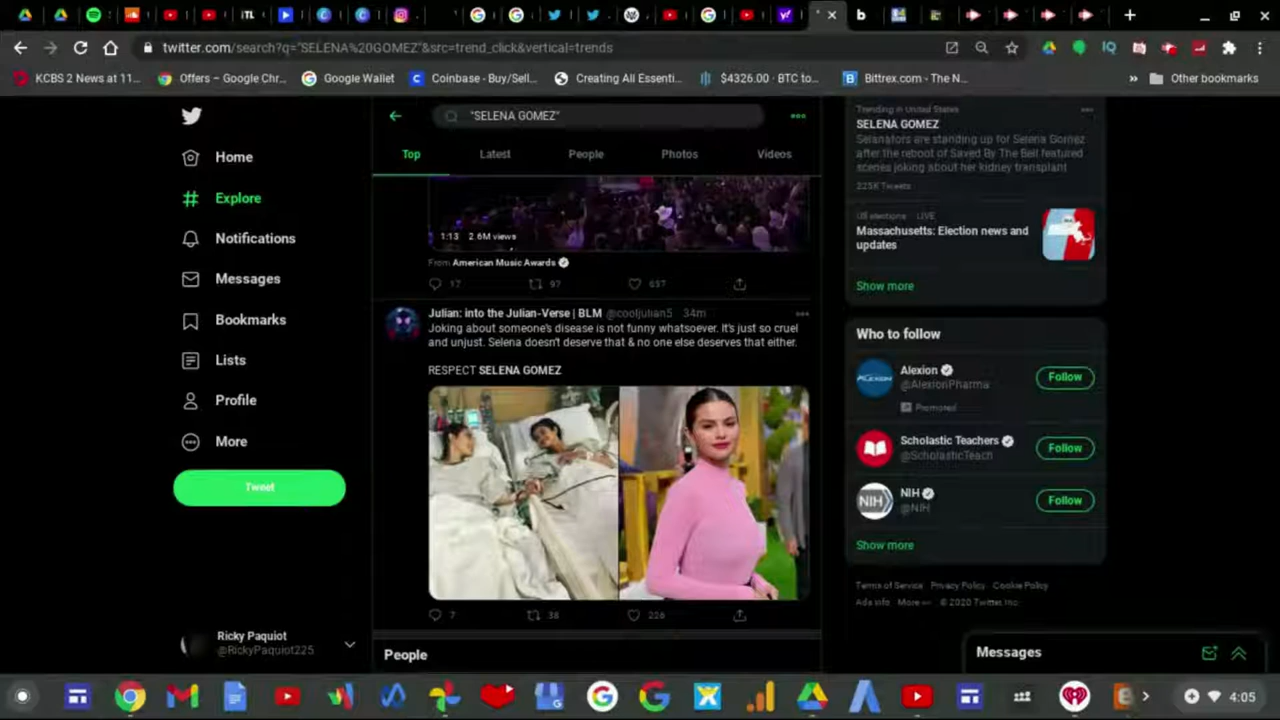 twitter.com/search?q="SELENA%20GOMEZ"&src=trend_click&vertical=trends
KCBS 2 News at 11...
Offers – Google Chr...
Google Wallet
Coinbase - Buy/Sell...
Creating All Essenti...
$4326.00 · BTC to...
Bittrex.com - The N...
»
Other bookmarks
Home
Explore
Notifications
Messages
Bookmarks
Lists
Profile
More
Tweet
Ricky Paquiot
@RickyPaquiot225
"SELENA GOMEZ"
Top
Latest
People
Photos
Videos
1:13 2.6M views
From American Music Awards
17
97
637
Julian: into the Julian-Verse | BLM @cooljulian5 34m
Joking about someone's disease is not funny whatsoever. It's just so cruel
and unjust. Selena doesn't deserve that & no one else deserves that either.
RESPECT SELENA GOMEZ
7
38
226
People
Trending in United States
SELENA GOMEZ
Selenators are standing up for Selena Gomez
after the reboot of Saved By The Bell featured
scenes joking about her kidney transplant
225K Tweets
US elections · LIVE
Massachusetts: Election news and
updates
Show more
Who to follow
ALEXION
Alexion
@AlexionPharma
Promoted
Follow
Scholastic Teachers
@ScholasticTeach
Follow
NIH
NIH
@NIH
Follow
Show more
Terms of Service Privacy Policy Cookie Policy
Ads info More ··· © 2020 Twitter, Inc.
Messages
4:05